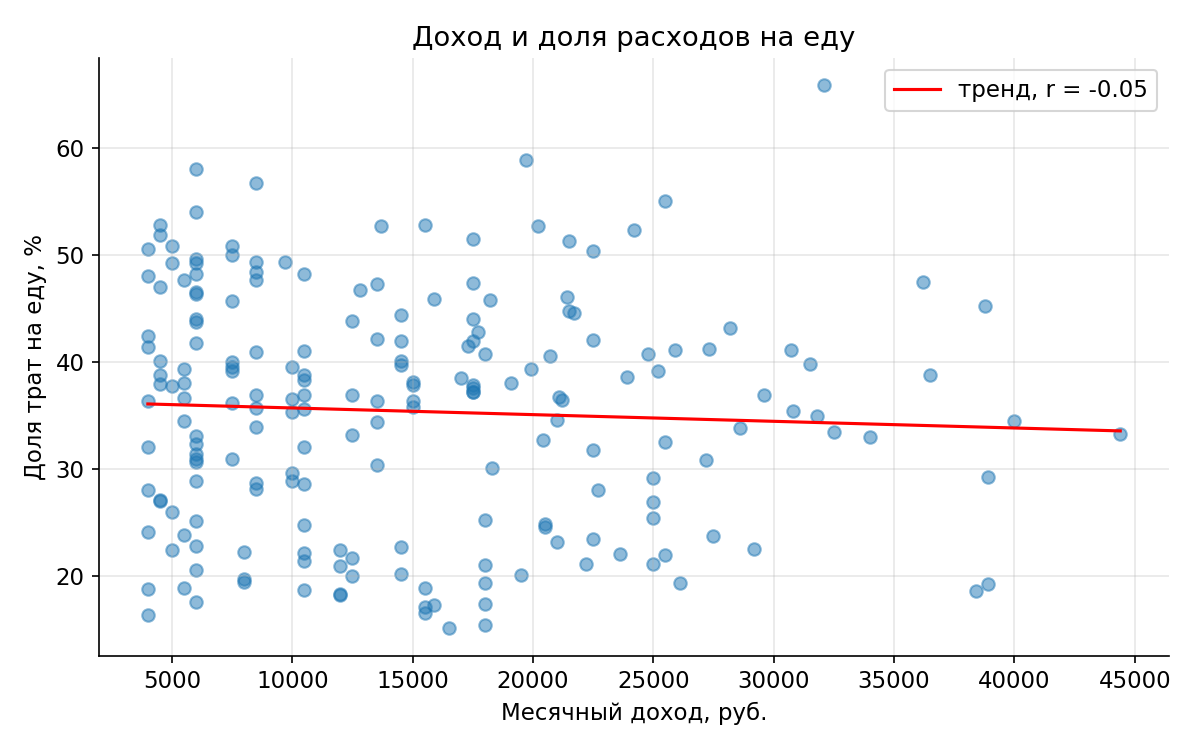 Доход и доля расходов на еду
тренд, r = -0.05
Доля трат на еду, %
60
50
40
30
20
5000 10000 15000 20000 25000 30000 35000 40000 45000
Месячный доход, руб.